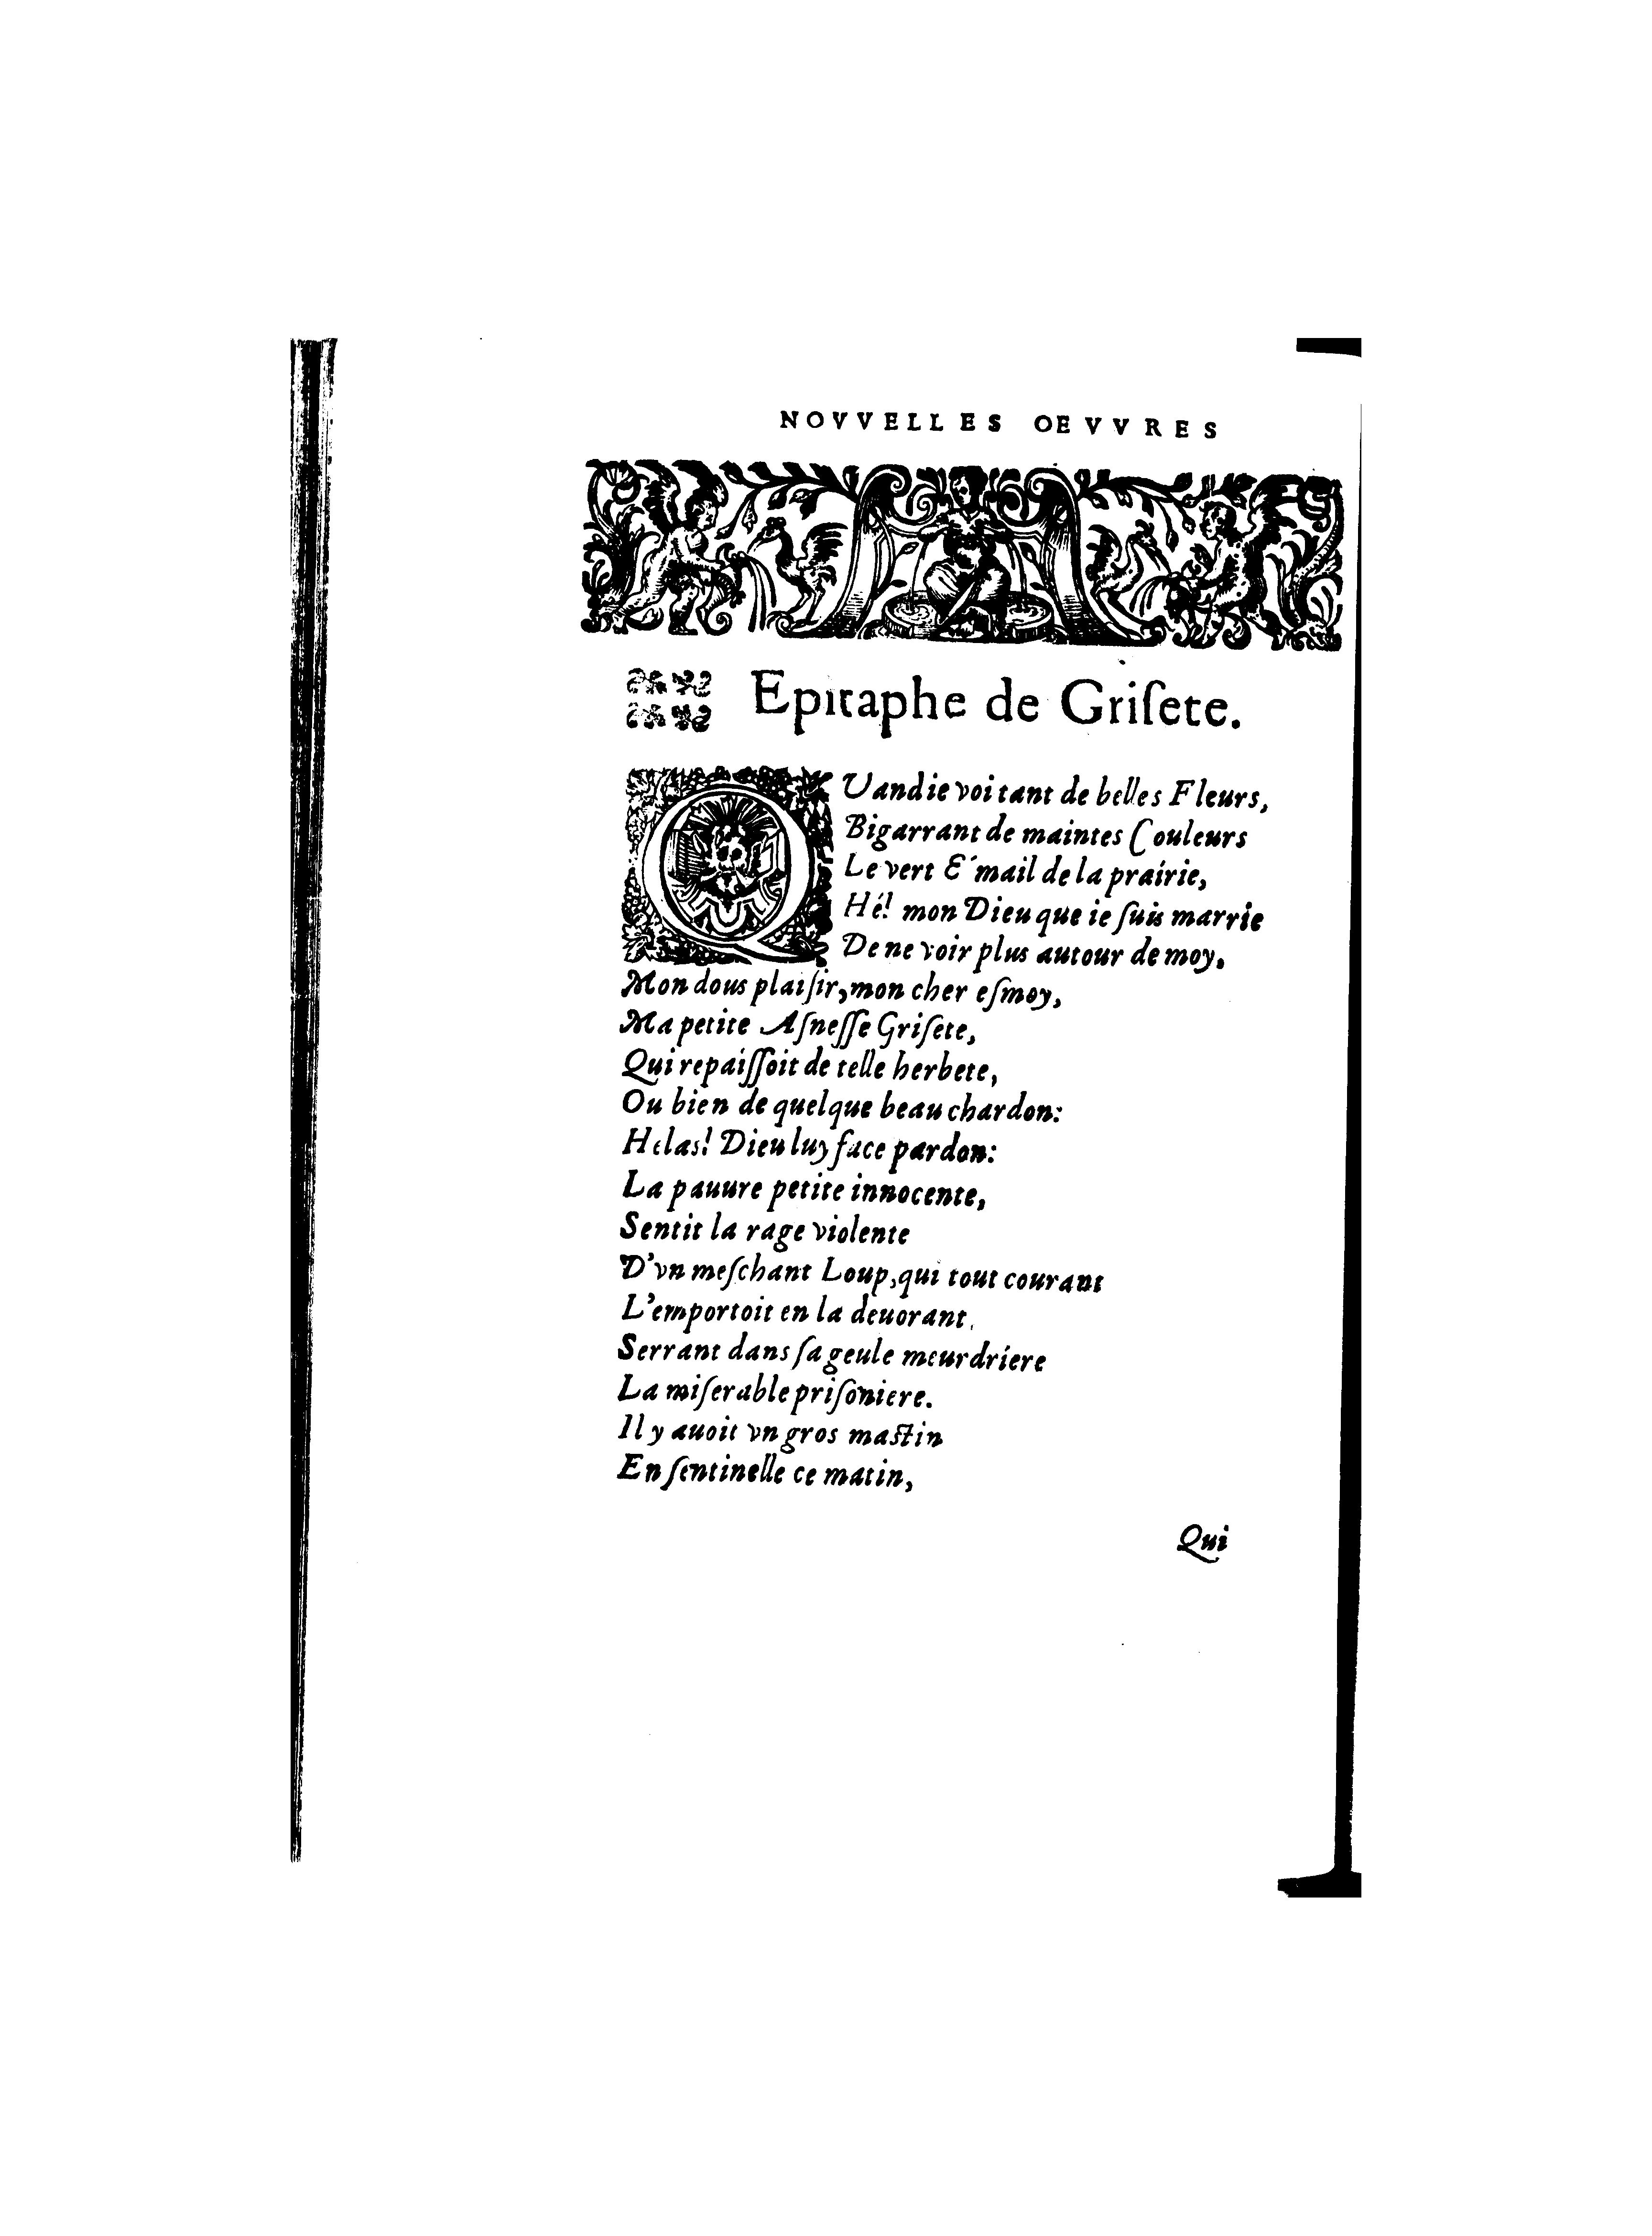 NOVVELLES OEVVRES
Epitaphe de Griſete.
QUand ie voi tant de belles Fleurs,
Bigarrant de maintes Couleurs
Le vert E´mail de la prairie,
Hé! mon Dieu que ie ſuis marrie
De ne voir plus autour de moy,
Mon dous plaiſir, mon cher eſmoy,
Ma petite Aſneſſe Griſete,
Qui repaiſſoit de telle herbete,
Ou bien de quelque beau chardon:
Helas! Dieu luy face pardon:
La pauure petite innocente,
Sentit la rage violente
D'vn meſchant Loup, qui tout courant
L'emportoit en la deuorant,
Serrant dans ſa geule meurdriere
La miſerable priſoniere.
Il y auoit vn gros maſtin
En ſentinelle ce matin,
Qui